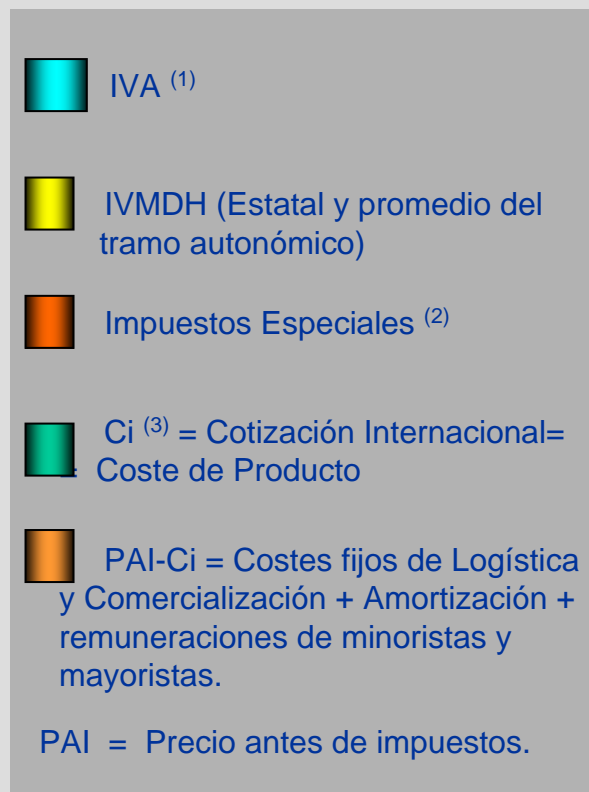 IVA (1)
IVMDH (Estatal y promedio del
tramo autonómico)
Impuestos Especiales (2)
Ci (3) = Cotización Internacional=
= Coste de Producto
PAI-Ci = Costes fijos de Logística
y Comercialización + Amortización +
remuneraciones de minoristas y
mayoristas.
PAI = Precio antes de impuestos.